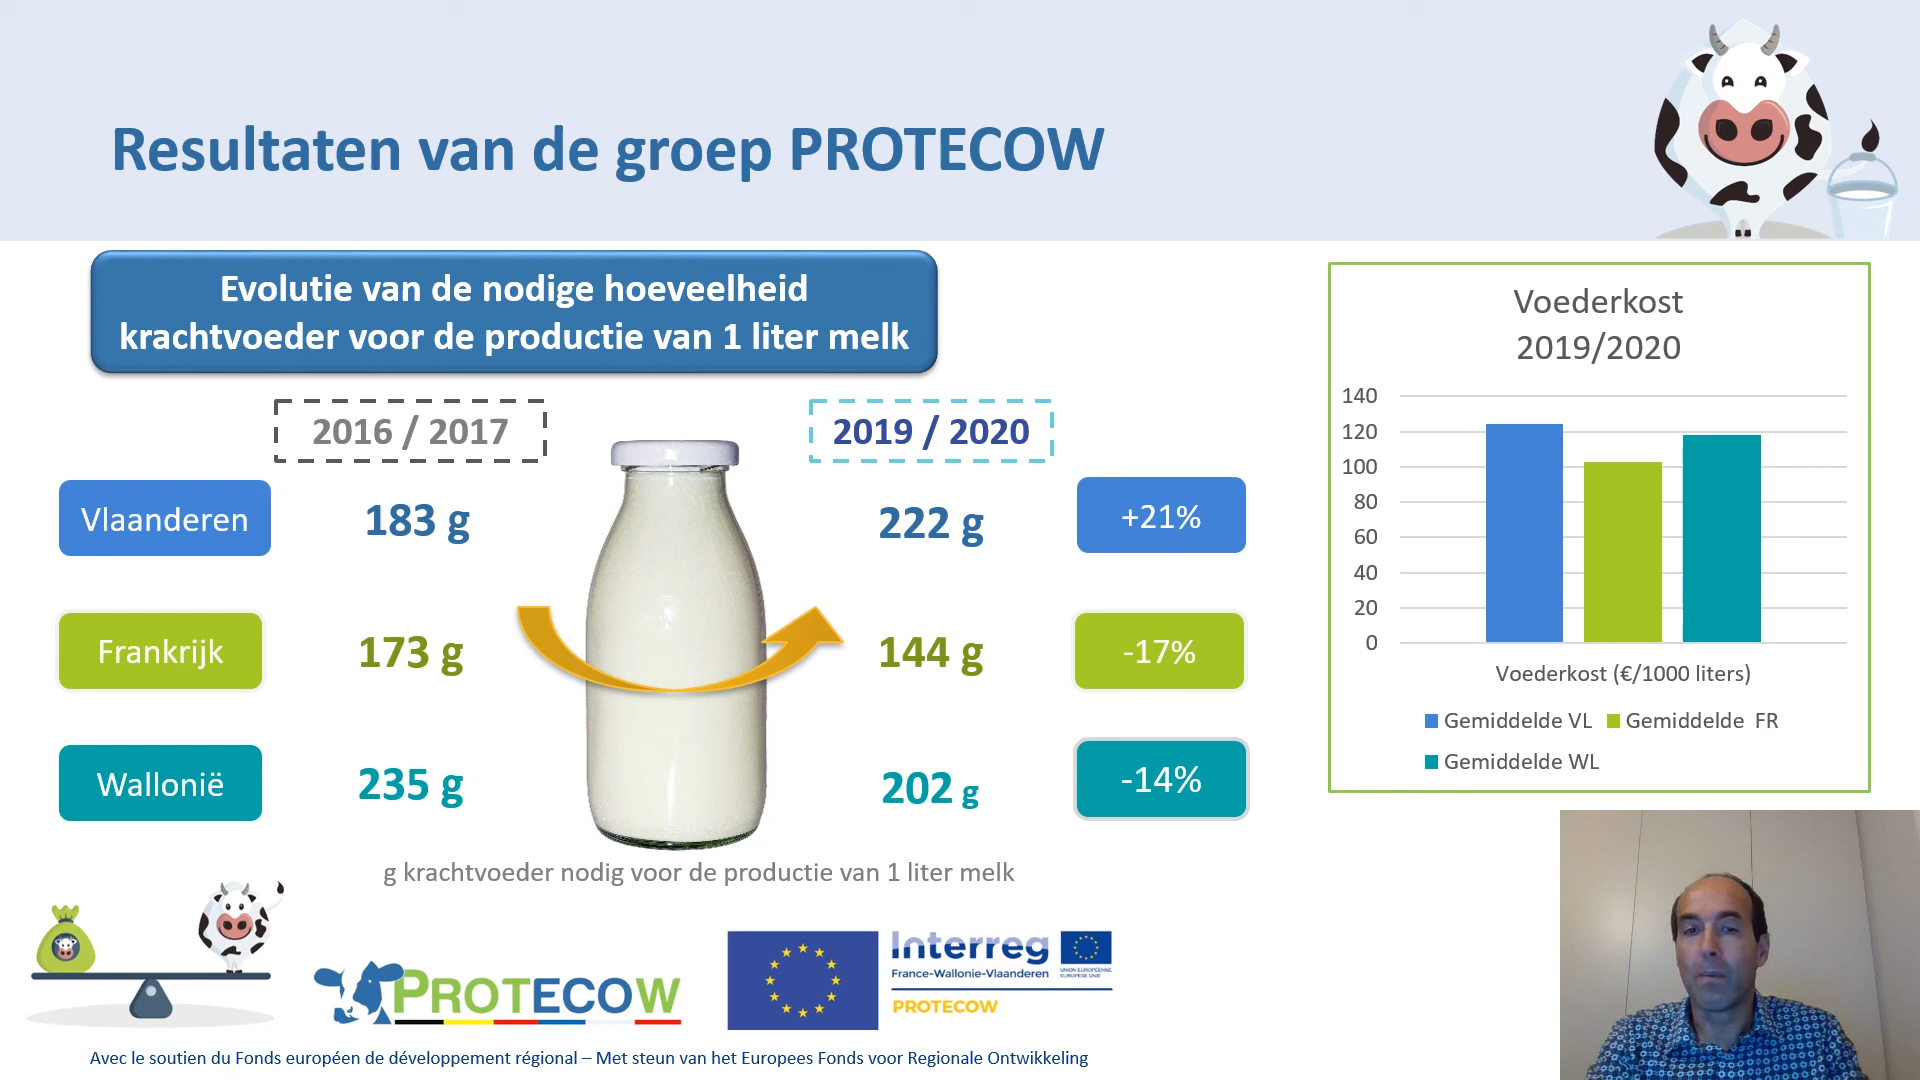 Resultaten van de groep PROTECOW
Evolutie van de nodige hoeveelheid
krachtvoeder voor de productie van 1 liter melk
2016 / 2017
2019 / 2020
Vlaanderen
183 g
222 g
+21%
Frankrijk
173 g
144 g
-17%
Wallonië
235 g
202 g
-14%
g krachtvoeder nodig voor de productie van 1 liter melk
Voederkost
2019/2020
140
120
100
80
60
40
20
0
Voederkost (€/1000 liters)
Gemiddelde VL
Gemiddelde FR
Gemiddelde WL
PROTECOW
Interreg
France-Wallonie-Vlaanderen
UNION EUROPÉENNE
EUROPESE UNIE
PROTECOW
Avec le soutien du Fonds européen de développement régional – Met steun van het Europees Fonds voor Regionale Ontwikkeling